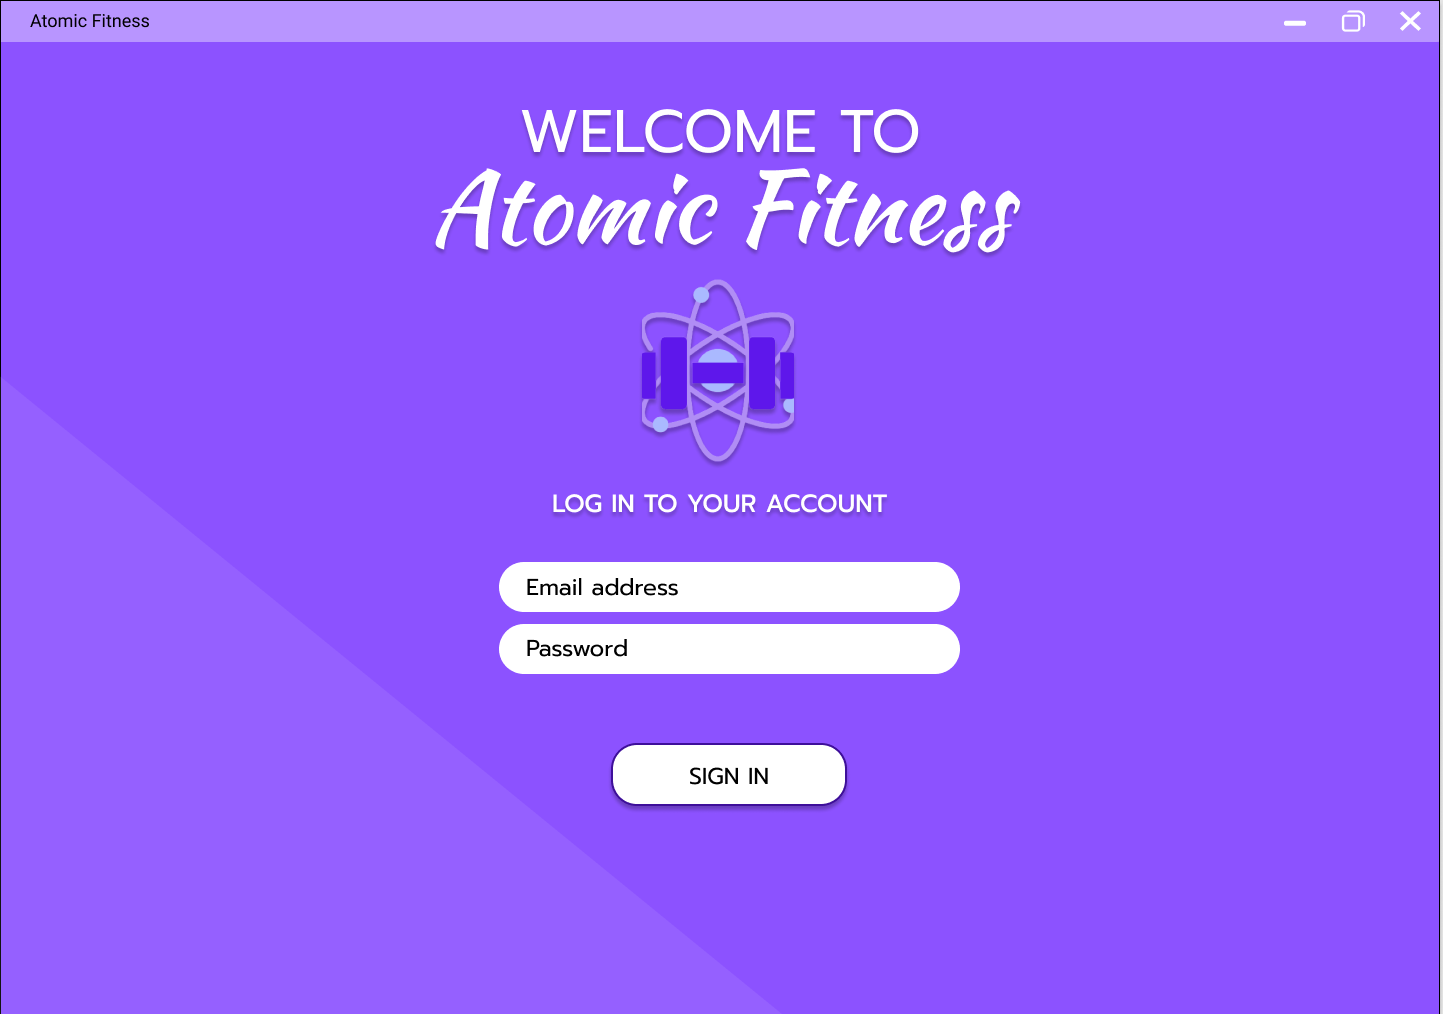 Atomic Fitness
WELCOME TO
Atomic Fitness
LOG IN TO YOUR ACCOUNT
Email address
Password
SIGN IN